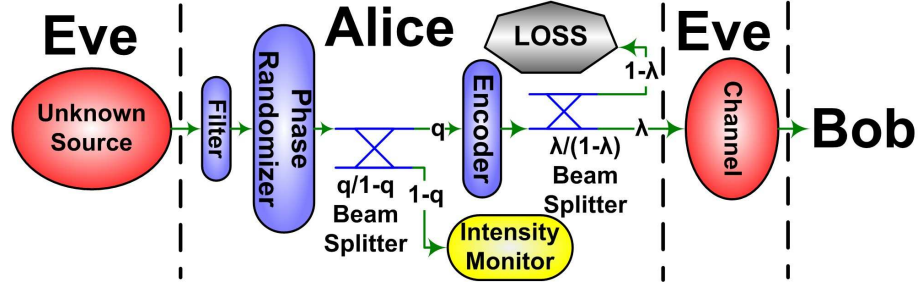 Eve
Alice
Eve
LOSS
1-λ
Unknown
Source
Filter
Phase
Randomizer
q
Encoder
λ
Channel
Bob
q/1-q
Beam
Splitter
1-q
λ/(1-λ)
Beam
Splitter
Intensity
Monitor